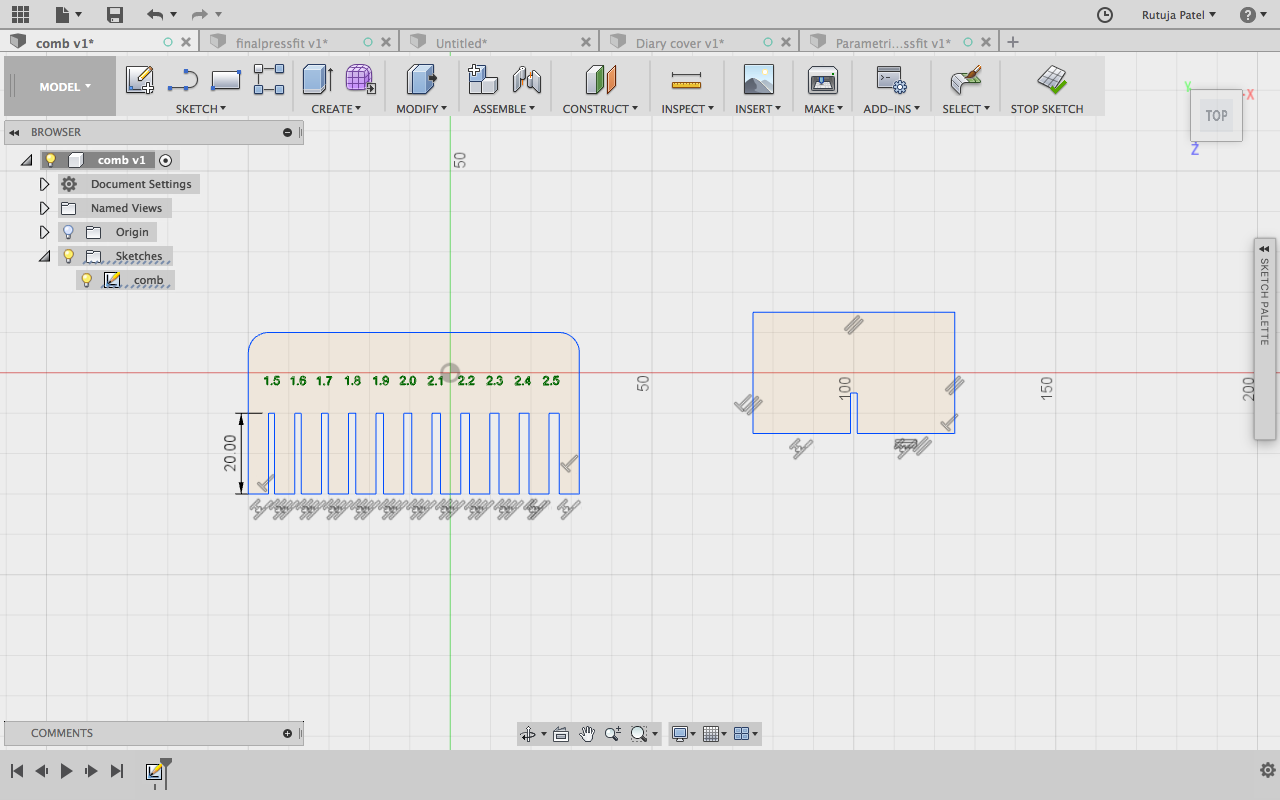 Rutuja Patel
comb v1*
finalpressfit v1*
Untitled*
Diary cover v1*
Parametri...ssfit v1*
MODEL
SKETCH
CREATE
MODIFY
ASSEMBLE
CONSTRUCT
INSPECT
INSERT
MAKE
ADD-INS
SELECT
STOP SKETCH
Y
X
TOP
Z
BROWSER
comb v1
Document Settings
Named Views
Origin
Sketches
comb
50
SKETCH PALETTE
1.5 1.6 1.7 1.8 1.9 2.0 2.1 2.2 2.3 2.4 2.5
50
100
150
200
20.00
COMMENTS